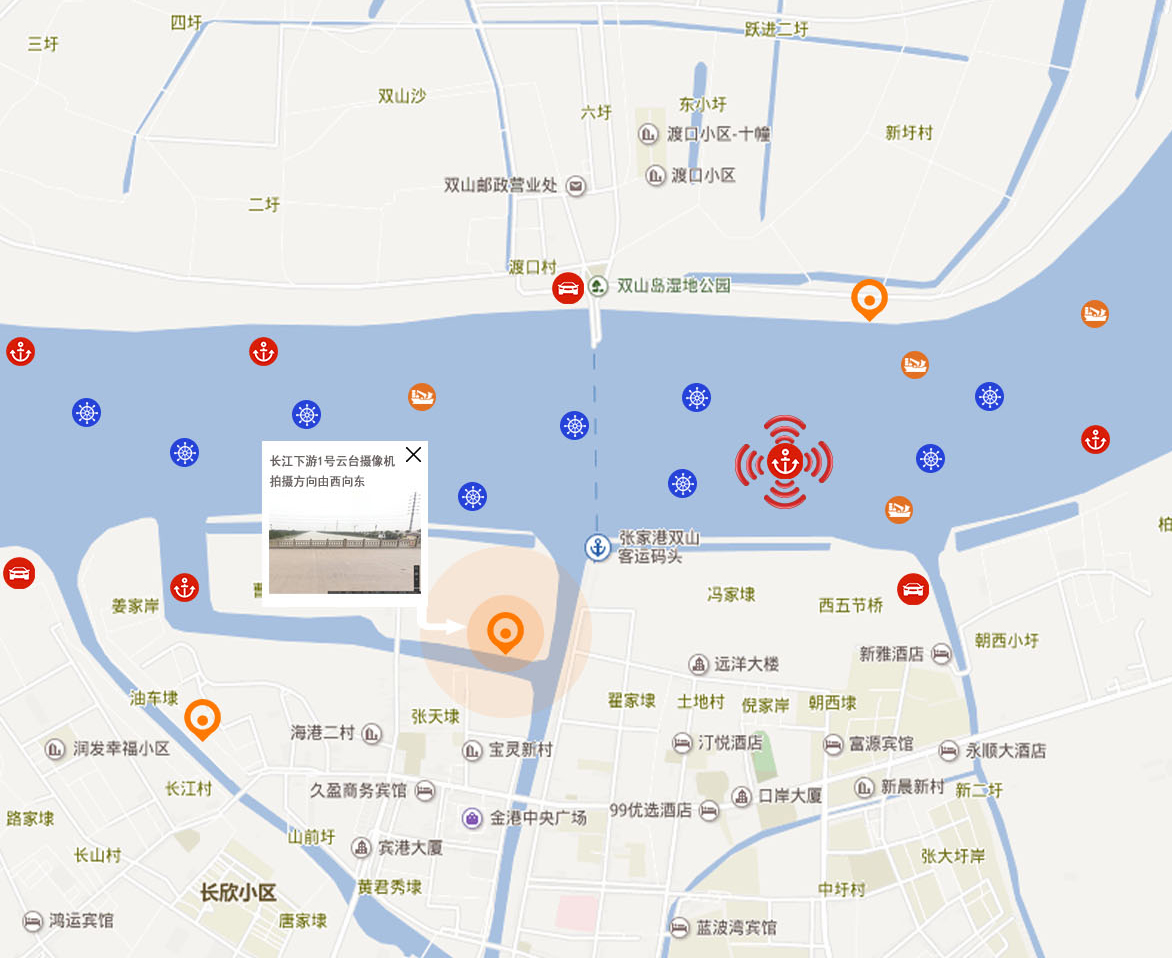 四圩
跃进二圩
三圩
双山沙
东小圩
六圩
渡口小区-十幢
新圩村
渡口小区
双山邮政营业处
二圩
渡口村
双山岛湿地公园
长江下游1号云台摄像机
拍摄方向由西向东
张家港双山
客运码头
姜家岸
冯家埭
西五节桥
朝西小圩
新雅酒店
远洋大楼
油车埭
翟家埭
土地村
倪家岸
朝西埭
张天埭
海港二村
润发幸福小区
宝灵新村
汀悦酒店
富源宾馆
永顺大酒店
长江村
久盈商务宾馆
口岸大厦
新晨新村
新二圩
99优选酒店
路家埭
金港中央广场
山前圩
宾港大厦
长山村
张大圩岸
长欣小区
黄君秀埭
中圩村
鸿运宾馆
唐家埭
蓝波湾宾馆